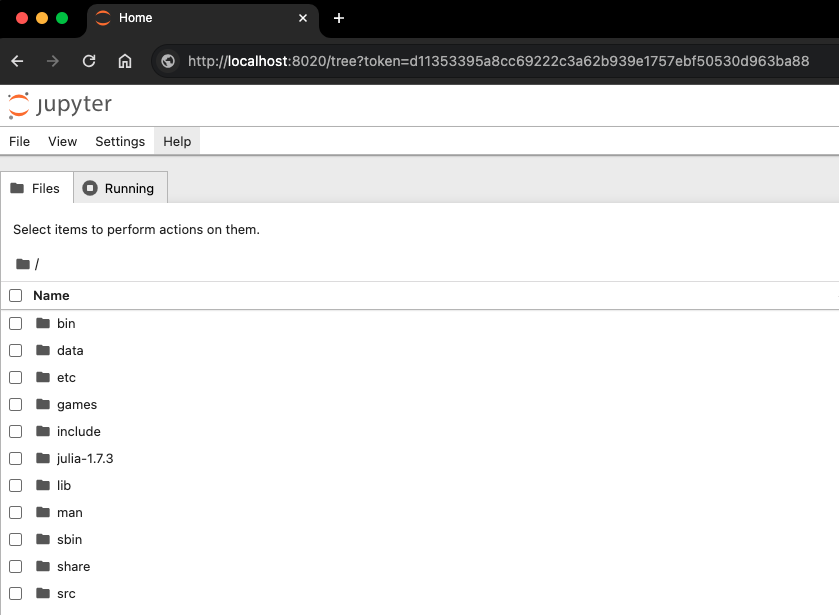 Home
http://localhost:8020/tree?token=d11353395a8cc69222c3a62b939e1757ebf50530d963ba88
jupyter
File View Settings Help
Files Running
Select items to perform actions on them.
/
Name
bin
data
etc
games
include
julia-1.7.3
lib
man
sbin
share
src